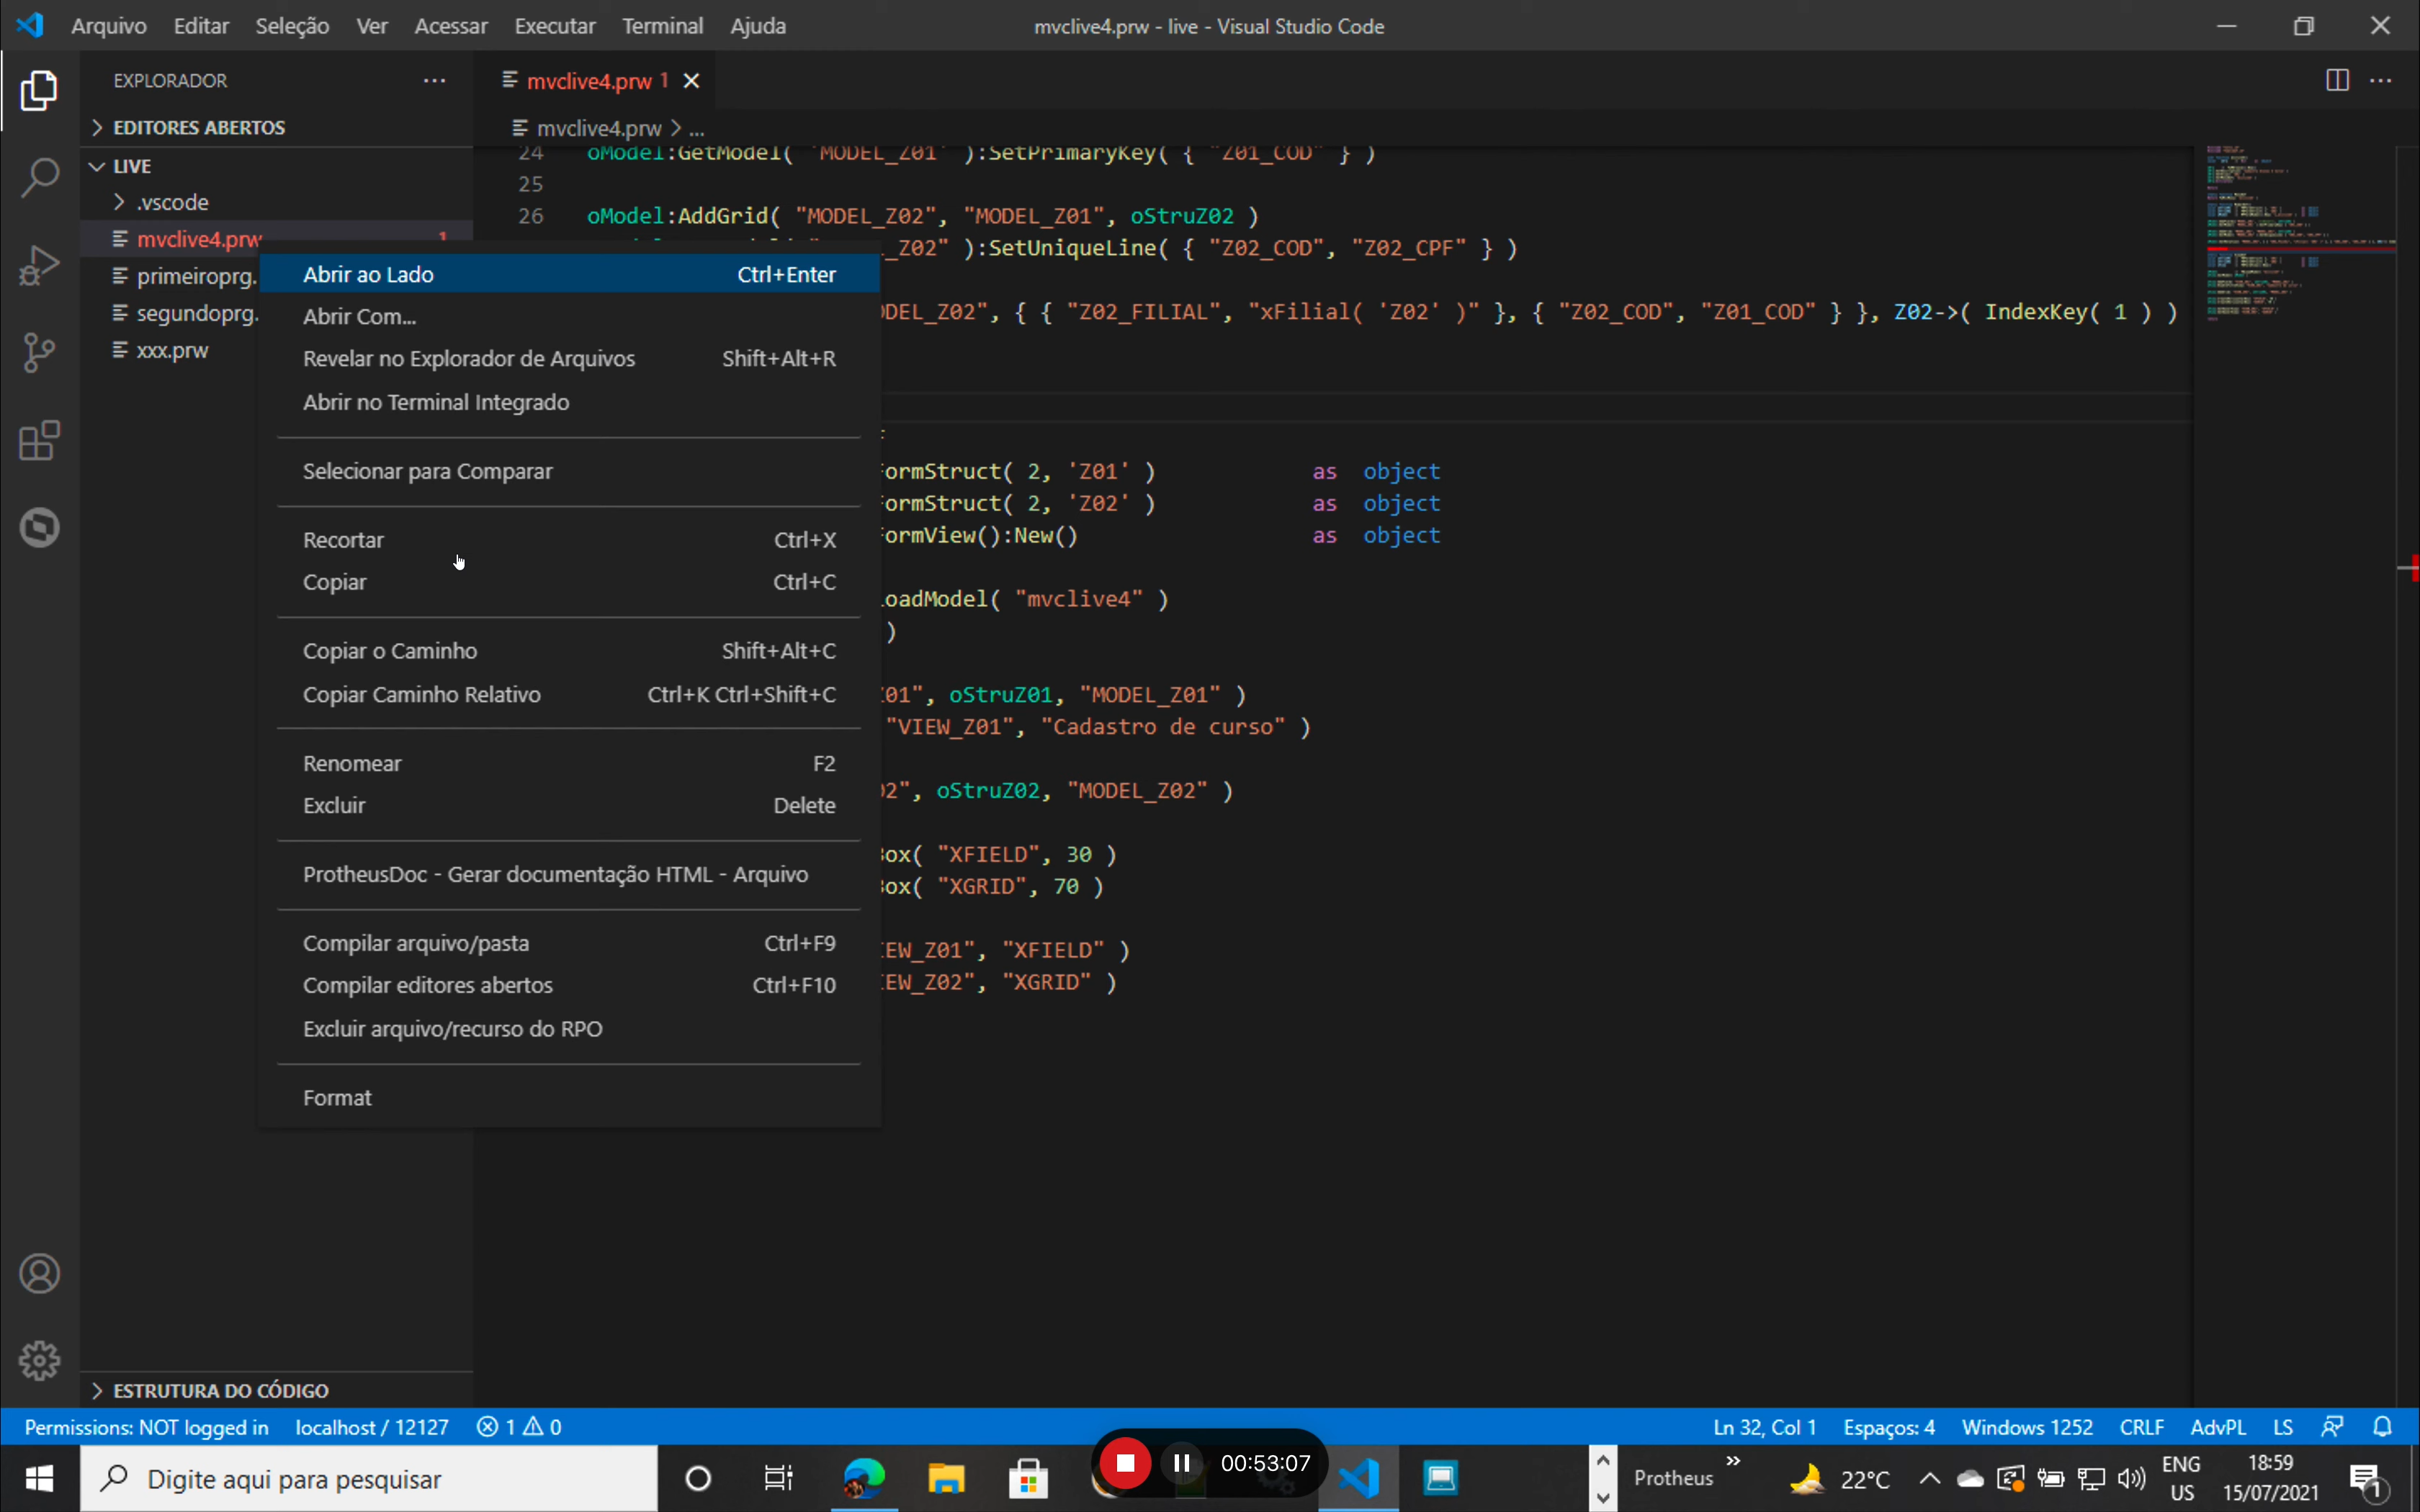 Arquivo Editar Seleção Ver Acessar Executar Terminal Ajuda
mvclive4.prw - live - Visual Studio Code
EXPLORADOR
EDITORES ABERTOS
LIVE
.vscode
mvclive4.prw 1
primeiroprg.
segundoprg.
xxx.prw
ESTRUTURA DO CÓDIGO
mvclive4.prw 1
mvclive4.prw > ...
24 oModel:GetModel( 'MODEL_Z01' ):SetPrimaryKey( { "Z01_COD" } )
25
26 oModel:AddGrid( "MODEL_Z02", "MODEL_Z01", oStruZ02 )
_Z02" ):SetUniqueLine( { "Z02_COD", "Z02_CPF" } )
DEL_Z02", { { "Z02_FILIAL", "xFilial( 'Z02' )" }, { "Z02_COD", "Z01_COD" } }, Z02->( IndexKey( 1 ) )
ormStruct( 2, 'Z01' ) as object
ormStruct( 2, 'Z02' ) as object
ormView():New() as object
oadModel( "mvclive4" )
)
Z01", oStruZ01, "MODEL_Z01" )
"VIEW_Z01", "Cadastro de curso" )
02", oStruZ02, "MODEL_Z02" )
Box( "XFIELD", 30 )
Box( "XGRID", 70 )
EW_Z01", "XFIELD" )
EW_Z02", "XGRID" )
Abrir ao Lado Ctrl+Enter
Abrir Com...
Revelar no Explorador de Arquivos Shift+Alt+R
Abrir no Terminal Integrado
Selecionar para Comparar
Recortar Ctrl+X
Copiar Ctrl+C
Copiar o Caminho Shift+Alt+C
Copiar Caminho Relativo Ctrl+K Ctrl+Shift+C
Renomear F2
Excluir Delete
ProtheusDoc - Gerar documentação HTML - Arquivo
Compilar arquivo/pasta Ctrl+F9
Compilar editores abertos Ctrl+F10
Excluir arquivo/recurso do RPO
Format
Permissions: NOT logged in localhost / 12127 1 0
Ln 32, Col 1 Espaços: 4 Windows 1252 CRLF AdvPL LS
Digite aqui para pesquisar
00:53:07
Protheus
22°C
ENG
US
18:59
15/07/2021
1